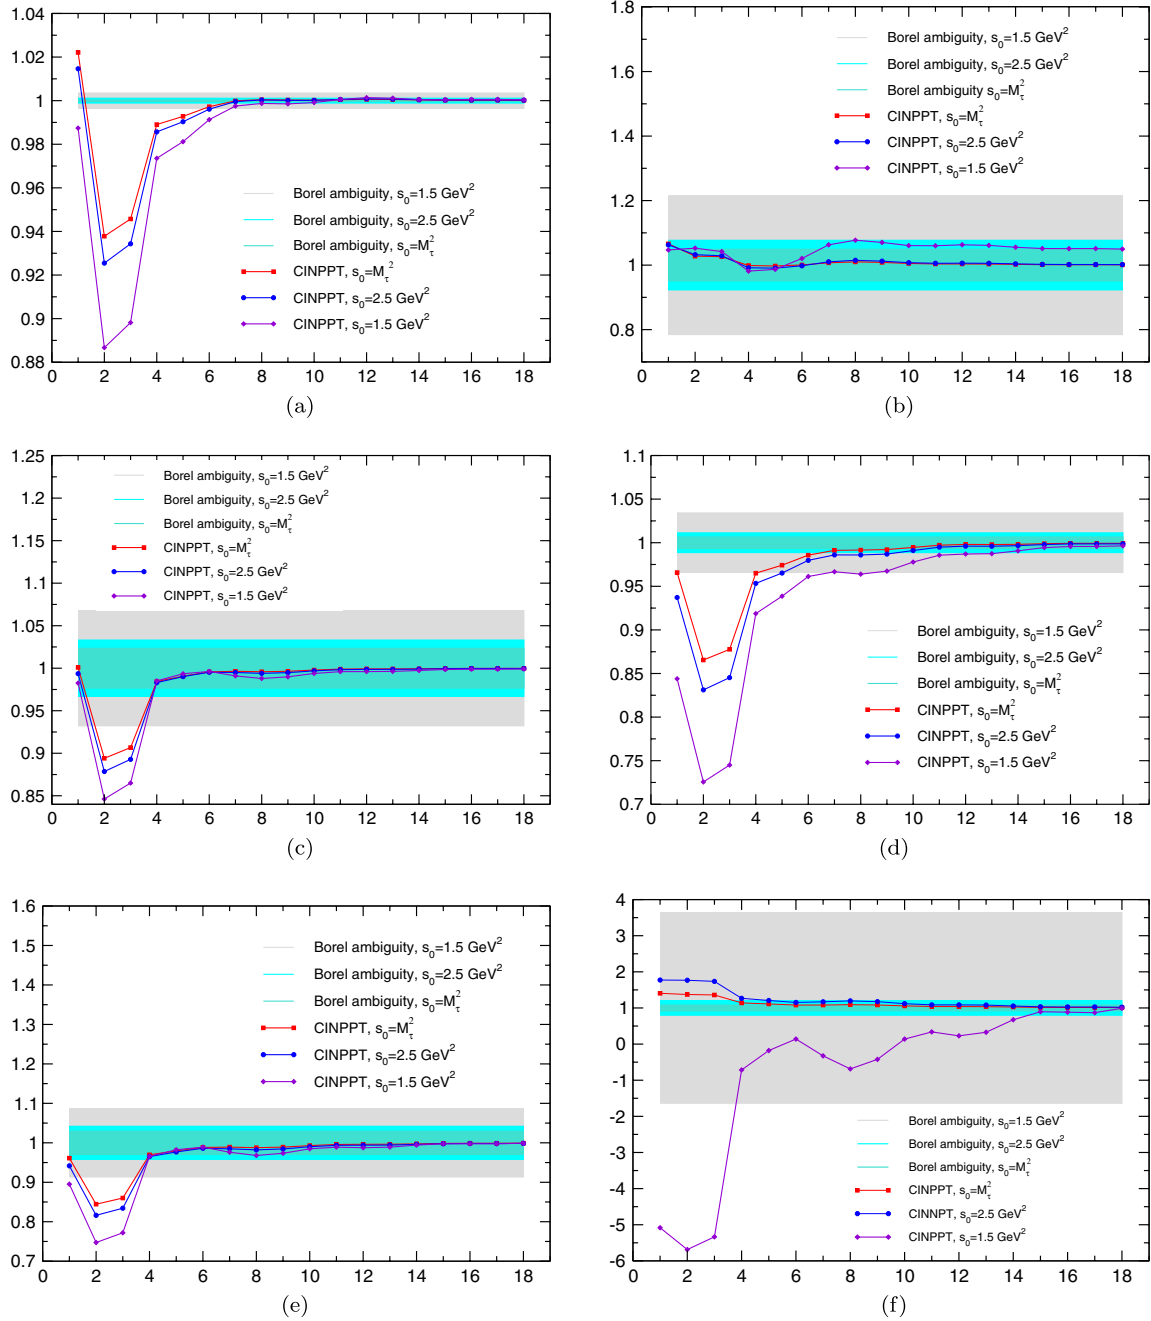 1.04
1.02
1
0.98
0.96
0.94
0.92
0.9
0.88
0 2 4 6 8 10 12 14 16 18
Borel ambiguity, s₀=1.5 GeV²
Borel ambiguity, s₀=2.5 GeV²
Borel ambiguity, s₀=M_τ²
CINPPT, s₀=M_τ²
CINPPT, s₀=2.5 GeV²
CINPPT, s₀=1.5 GeV²
(a)
1.8
1.6
1.4
1.2
1.0
0.8
0 2 4 6 8 10 12 14 16 18
Borel ambiguity, s₀=1.5 GeV²
Borel ambiguity, s₀=2.5 GeV²
Borel ambiguity s₀=M_τ²
CINPPT, s₀=M_τ²
CINPPT, s₀=2.5 GeV²
CINPPT, s₀=1.5 GeV²
(b)
1.25
1.2
1.15
1.1
1.05
1
0.95
0.9
0.85
0 2 4 6 8 10 12 14 16 18
Borel ambiguity, s₀=1.5 GeV²
Borel ambiguity, s₀=2.5 GeV²
Borel ambiguity, s₀=M_τ²
CINPPT, s₀=M_τ²
CINPPT, s₀=2.5 GeV²
CINPPT, s₀=1.5 GeV²
(c)
1.1
1.05
1
0.95
0.9
0.85
0.8
0.75
0.7
0 2 4 6 8 10 12 14 16 18
Borel ambiguity, s₀=1.5 GeV²
Borel ambiguity, s₀=2.5 GeV²
Borel ambiguity, s₀=M_τ²
CINPPT, s₀=M_τ²
CINPPT, s₀=2.5 GeV²
CINPPT, s₀=1.5 GeV²
(d)
1.6
1.5
1.4
1.3
1.2
1.1
1
0.9
0.8
0.7
0 2 4 6 8 10 12 14 16 18
Borel ambiguity, s₀=1.5 GeV²
Borel ambiguity, s₀=2.5 GeV²
Borel ambiguity, s₀=M_τ²
CINPPT, s₀=M_τ²
CINPPT, s₀=2.5 GeV²
CINPPT, s₀=1.5 GeV²
(e)
4
3
2
1
0
-1
-2
-3
-4
-5
-6
0 2 4 6 8 10 12 14 16 18
Borel ambiguity, s₀=1.5 GeV²
Borel ambiguity, s₀=2.5 GeV²
Borel ambiguity, s₀=M_τ²
CINPPT, s₀=M_τ²
CINNPT, s₀=2.5 GeV²
CINPPT, s₀=1.5 GeV²
(f)